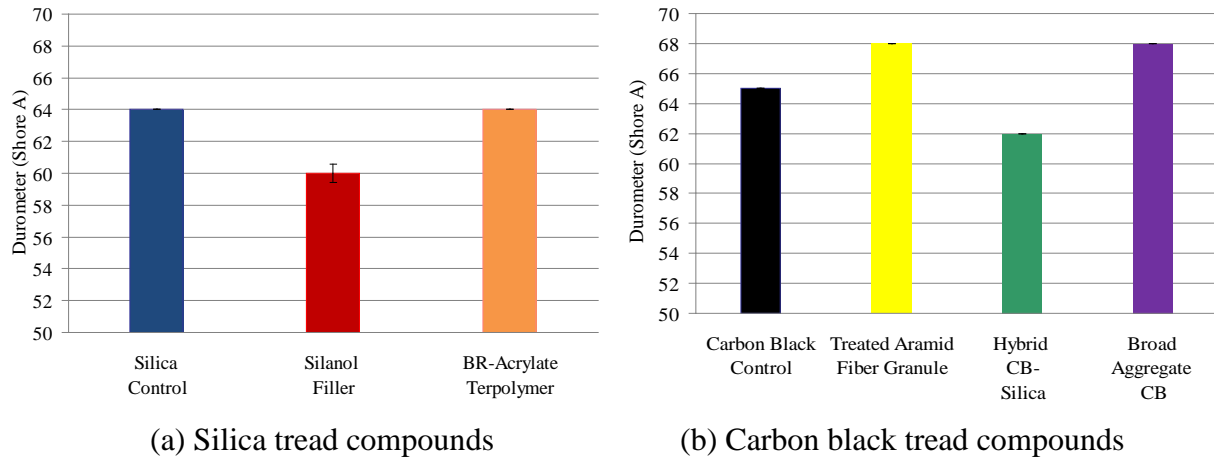 70
68
66
64
62
60
58
56
54
52
50
Durometer (Shore A)
Silica
Control
Silanol
Filler
BR-Acrylate
Terpolymer
(a) Silica tread compounds
70
68
66
64
62
60
58
56
54
52
50
Durometer (Shore A)
Carbon Black
Control
Treated Aramid
Fiber Granule
Hybrid
CB-
Silica
Broad
Aggregate
CB
(b) Carbon black tread compounds